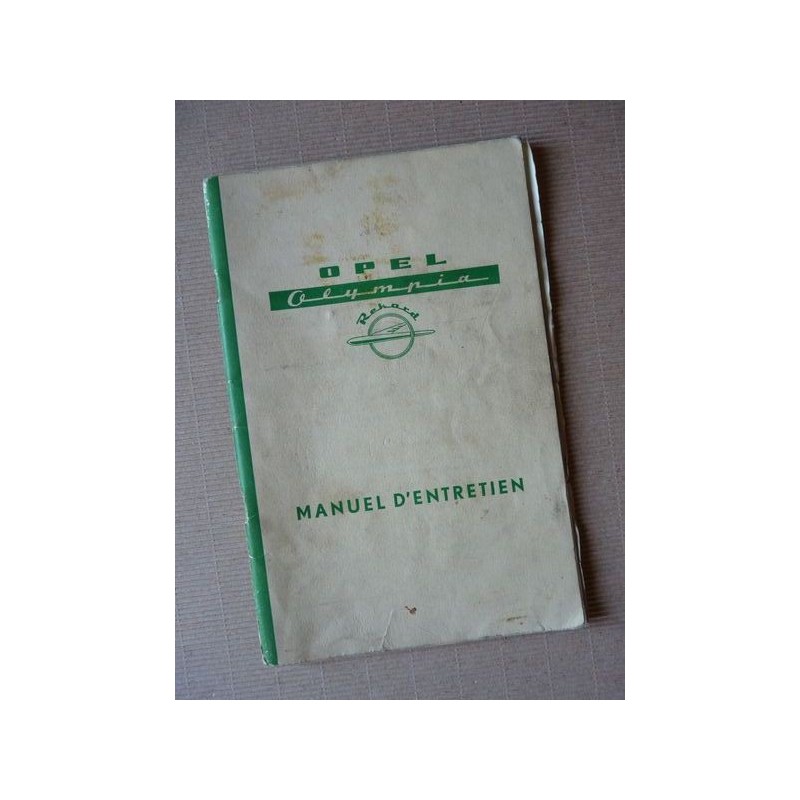 OPEL
Olympia
Rekord
MANUEL D'ENTRETIEN